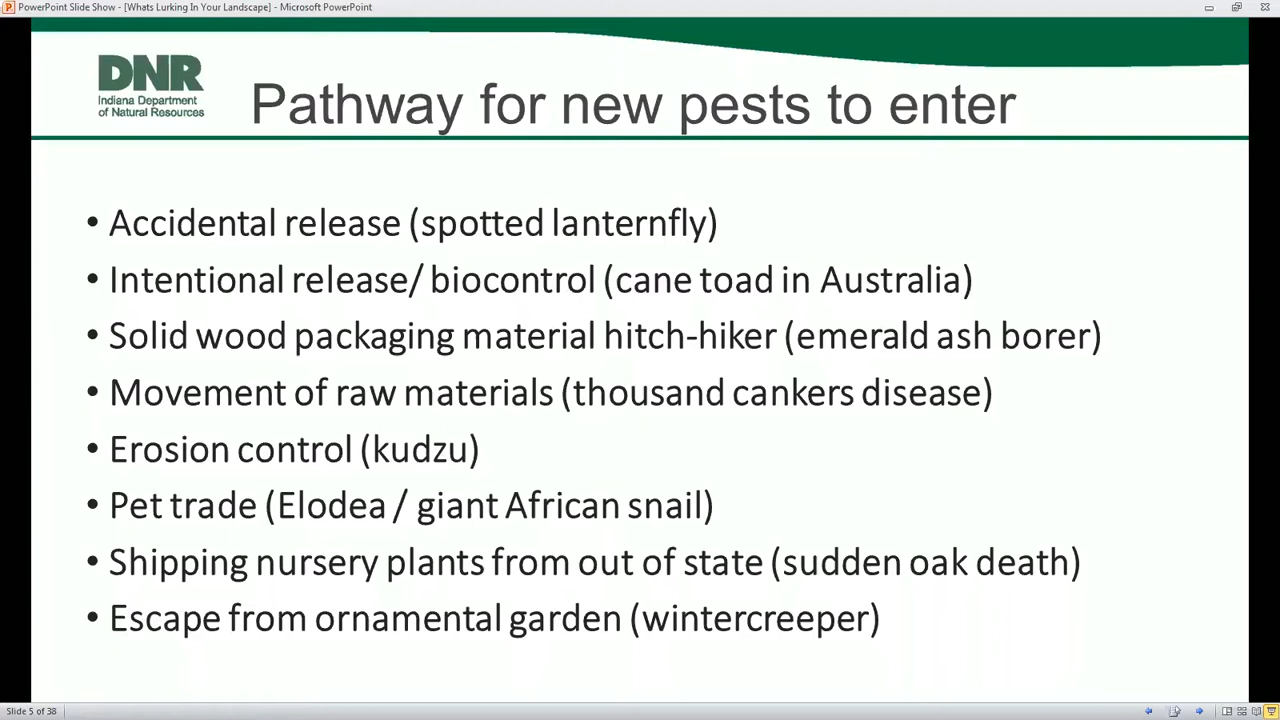 PowerPoint Slide Show - [Whats Lurking In Your Landscape] - Microsoft PowerPoint
DNR
Indiana Department
of Natural Resources
Pathway for new pests to enter
• Accidental release (spotted lanternfly)
• Intentional release/ biocontrol (cane toad in Australia)
• Solid wood packaging material hitch-hiker (emerald ash borer)
• Movement of raw materials (thousand cankers disease)
• Erosion control (kudzu)
• Pet trade (Elodea / giant African snail)
• Shipping nursery plants from out of state (sudden oak death)
• Escape from ornamental garden (wintercreeper)
Slide 5 of 38